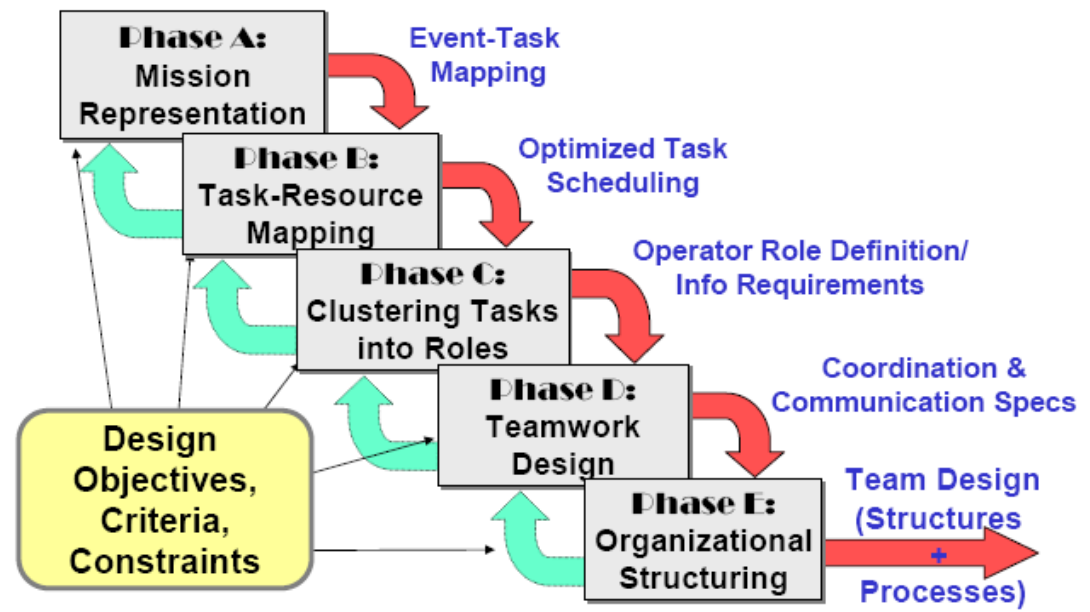 Phase A:
Mission
Representation
Event-Task
Mapping
Phase B:
Task-Resource
Mapping
Optimized Task
Scheduling
Phase C:
Clustering Tasks
into Roles
Operator Role Definition/
Info Requirements
Phase D:
Teamwork
Design
Coordination &
Communication Specs
Phase E:
Organizational
Structuring
Team Design
(Structures
+
Processes)
Design
Objectives,
Criteria,
Constraints